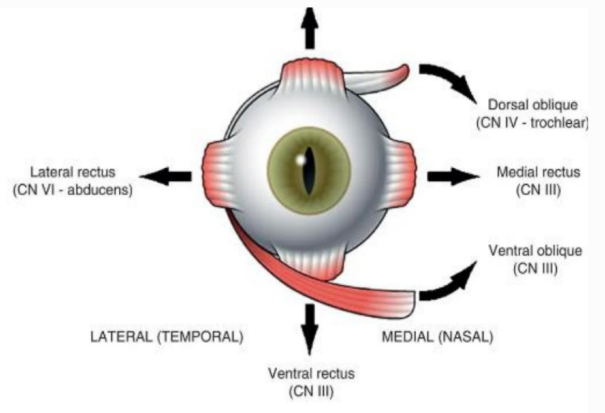 Dorsal oblique
(CN IV - trochlear)
Lateral rectus
(CN VI - abducens)
Medial rectus
(CN III)
Ventral oblique
(CN III)
LATERAL (TEMPORAL)
MEDIAL (NASAL)
Ventral rectus
(CN III)